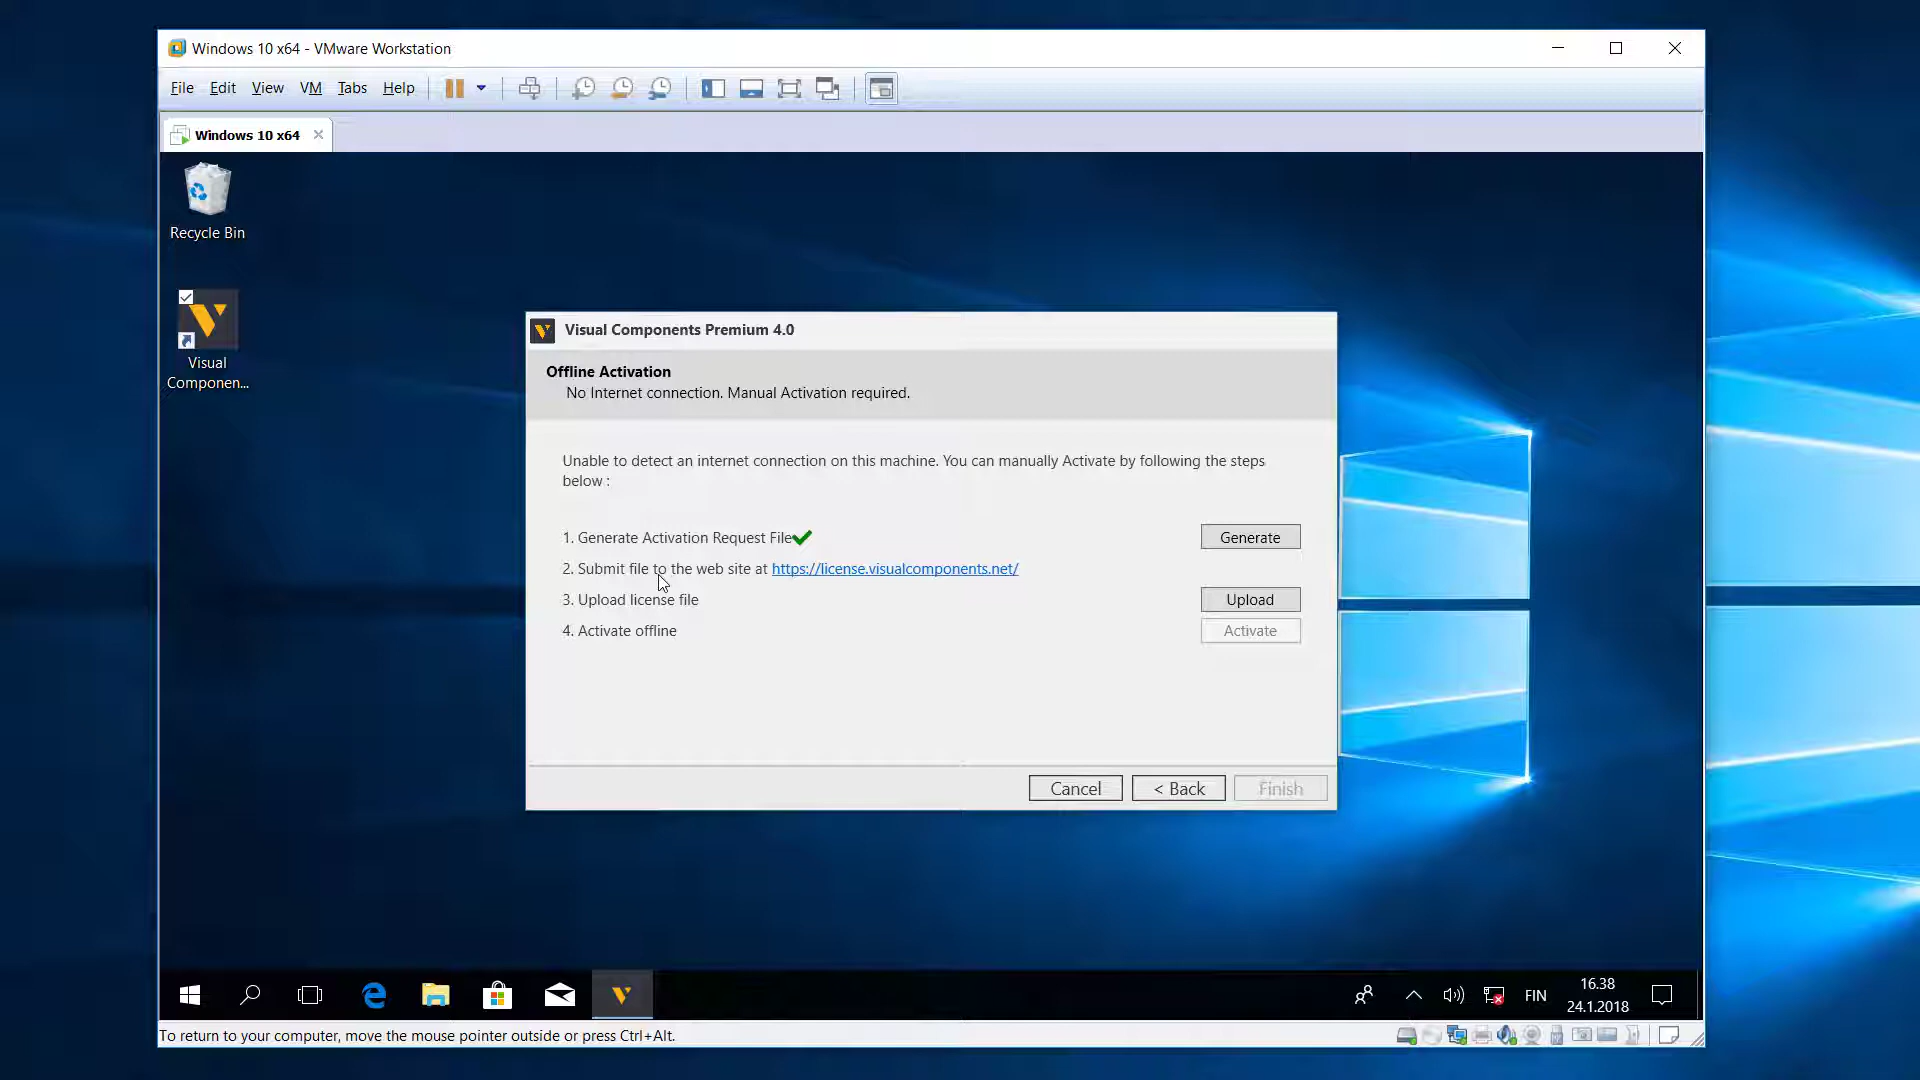 Windows 10 x64 - VMware Workstation
File Edit View VM Tabs Help
Windows 10 x64
Recycle Bin
Visual
Componen...
Visual Components Premium 4.0
Offline Activation
No Internet connection. Manual Activation required.
Unable to detect an internet connection on this machine. You can manually Activate by following the steps
below :
1. Generate Activation Request File Generate
2. Submit file to the web site at https://license.visualcomponents.net/
3. Upload license file Upload
4. Activate offline Activate
Cancel < Back Finish
FIN
16.38
24.1.2018
To return to your computer, move the mouse pointer outside or press Ctrl+Alt.